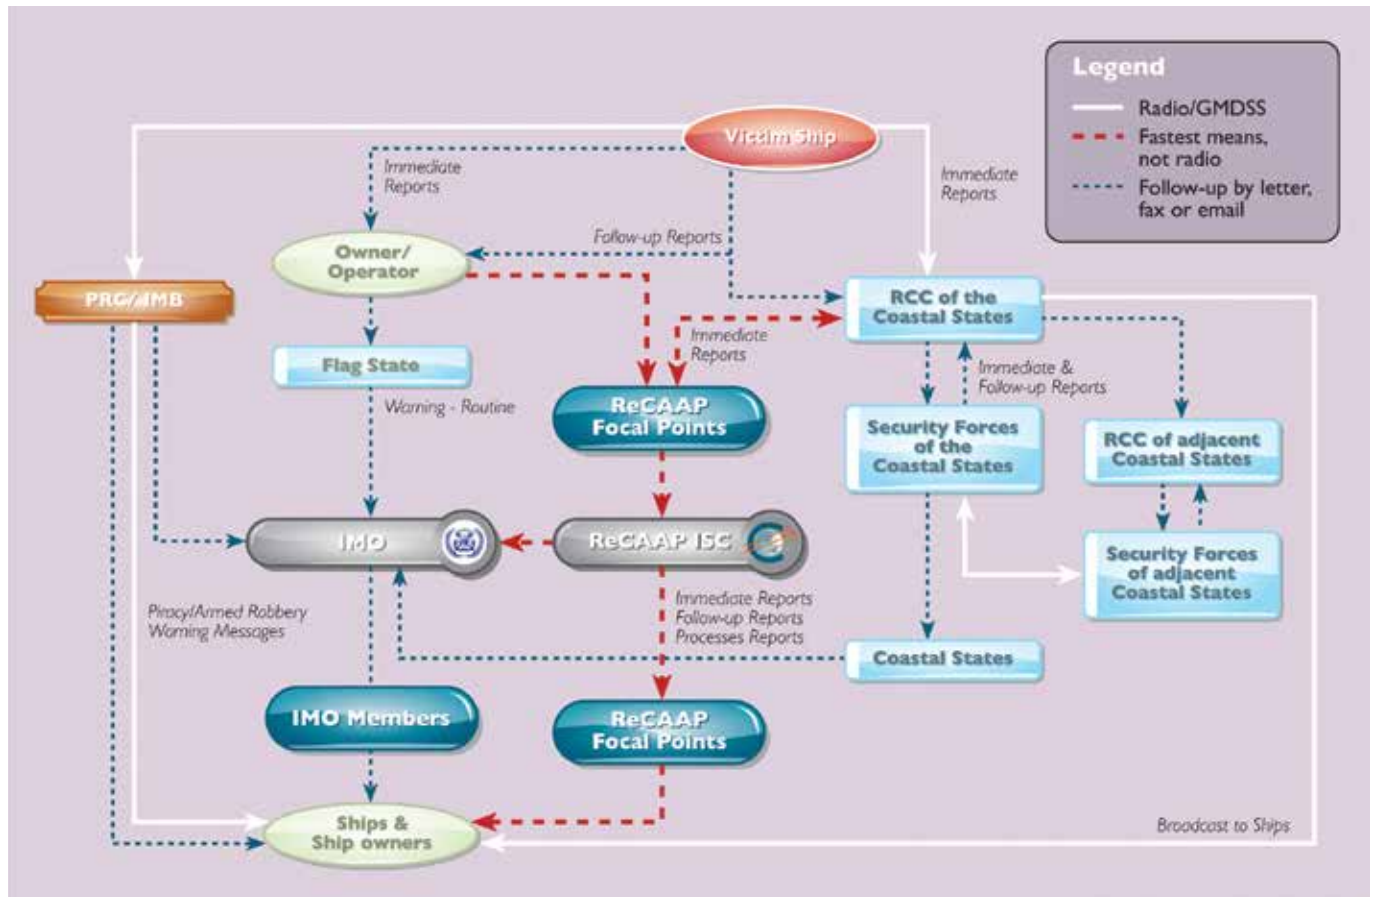 Legend
Radio/GMDSS
Fastest means,
not radio
Follow-up by letter,
fax or email
Victim Ship
Immediate
Reports
Immediate
Reports
Follow-up Reports
Owner/
Operator
PRC/IMB
RCC of the
Coastal States
Immediate
Reports
Flag State
Immediate &
Follow-up Reports
Warning - Routine
ReCAAP
Focal Points
Security Forces
of the
Coastal States
RCC of adjacent
Coastal States
IMO
ReCAAP ISC
Security Forces
of adjacent
Coastal States
Piracy/Armed Robbery
Warning Messages
Immediate Reports
Follow-up Reports
Processes Reports
Coastal States
IMO Members
ReCAAP
Focal Points
Ships &
Ship owners
Broadcast to Ships